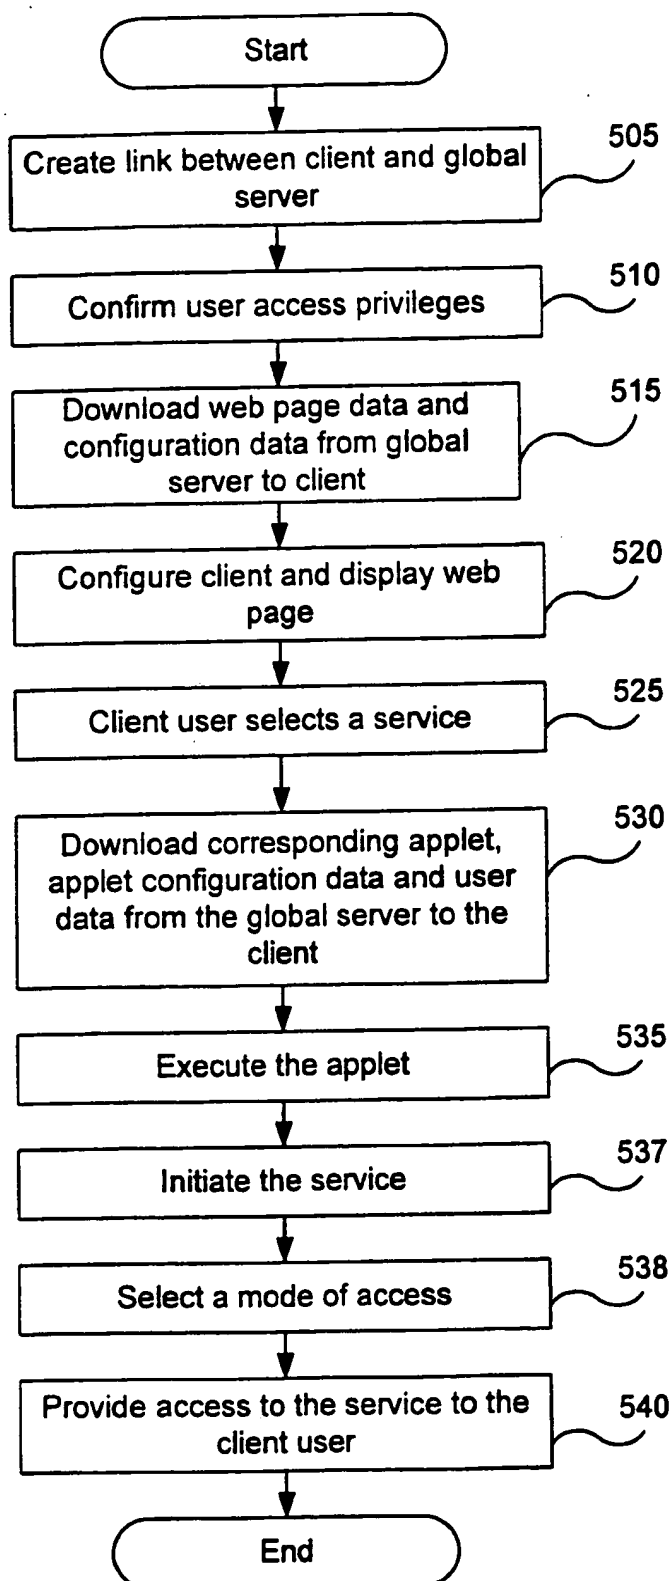 Start
505
Create link between client and global
server
510
Confirm user access privileges
515
Download web page data and
configuration data from global
server to client
520
Configure client and display web
page
525
Client user selects a service
530
Download corresponding applet,
applet configuration data and user
data from the global server to the
client
535
Execute the applet
537
Initiate the service
538
Select a mode of access
540
Provide access to the service to the
client user
End